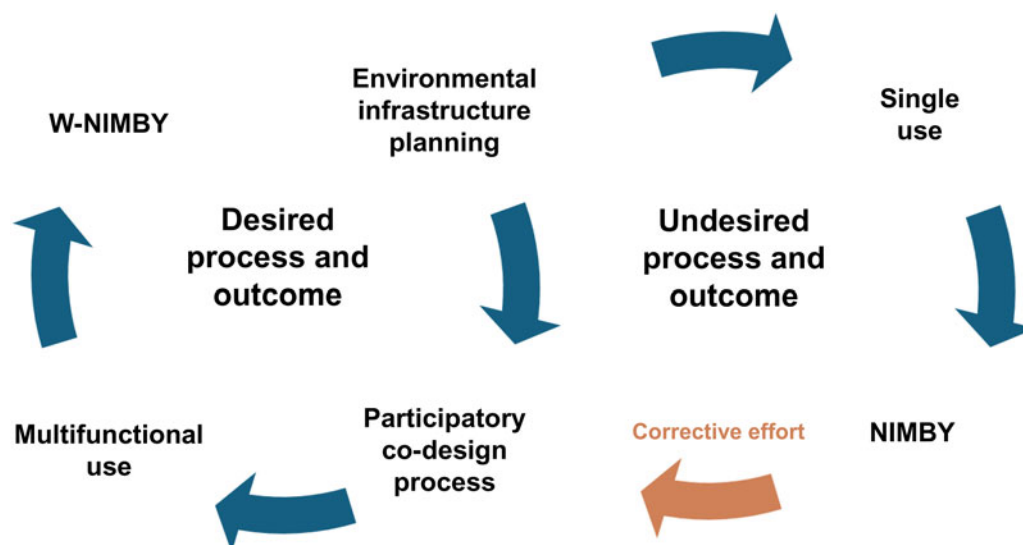 Environmental
infrastructure
planning
Single
use
W-NIMBY
Desired
process and
outcome
Undesired
process and
outcome
Multifunctional
use
Participatory
co-design
process
Corrective effort
NIMBY